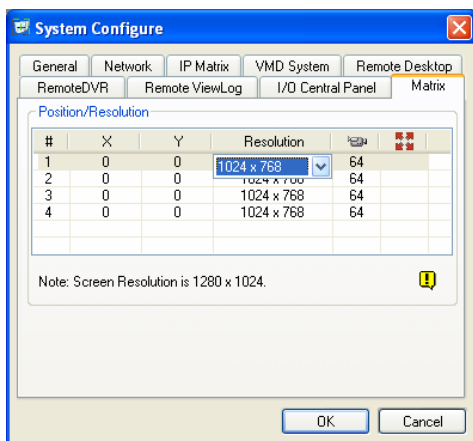 System Configure
General Network IP Matrix VMD System Remote Desktop
RemoteDVR Remote ViewLog I/O Central Panel Matrix
Position/Resolution
# X Y Resolution
1 0 0 1024 x 768 64
2 0 0 1024 x 768 64
3 0 0 1024 x 768 64
4 0 0 1024 x 768 64
Note: Screen Resolution is 1280 x 1024.
OK Cancel